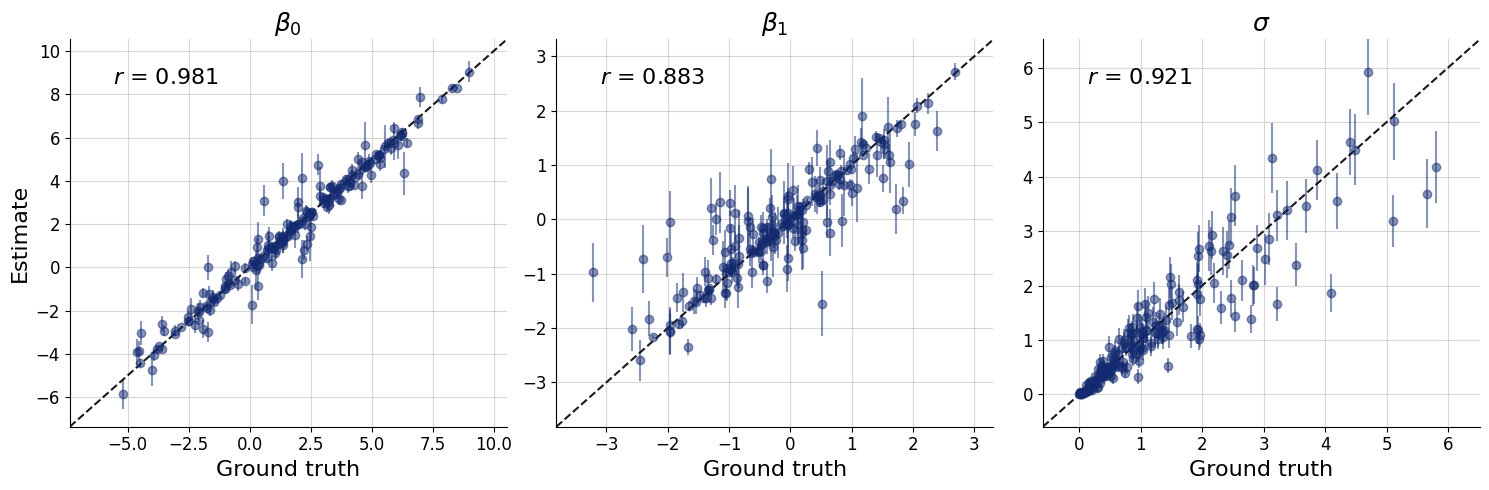 β₀
10
8
6
4
2
0
−2
−4
−6
−5.0 −2.5 0.0 2.5 5.0 7.5 10.0
r = 0.981
Estimate
Ground truth
β₁
3
2
1
0
−1
−2
−3
−3 −2 −1 0 1 2 3
r = 0.883
Ground truth
σ
6
5
4
3
2
1
0
0 1 2 3 4 5 6
r = 0.921
Ground truth